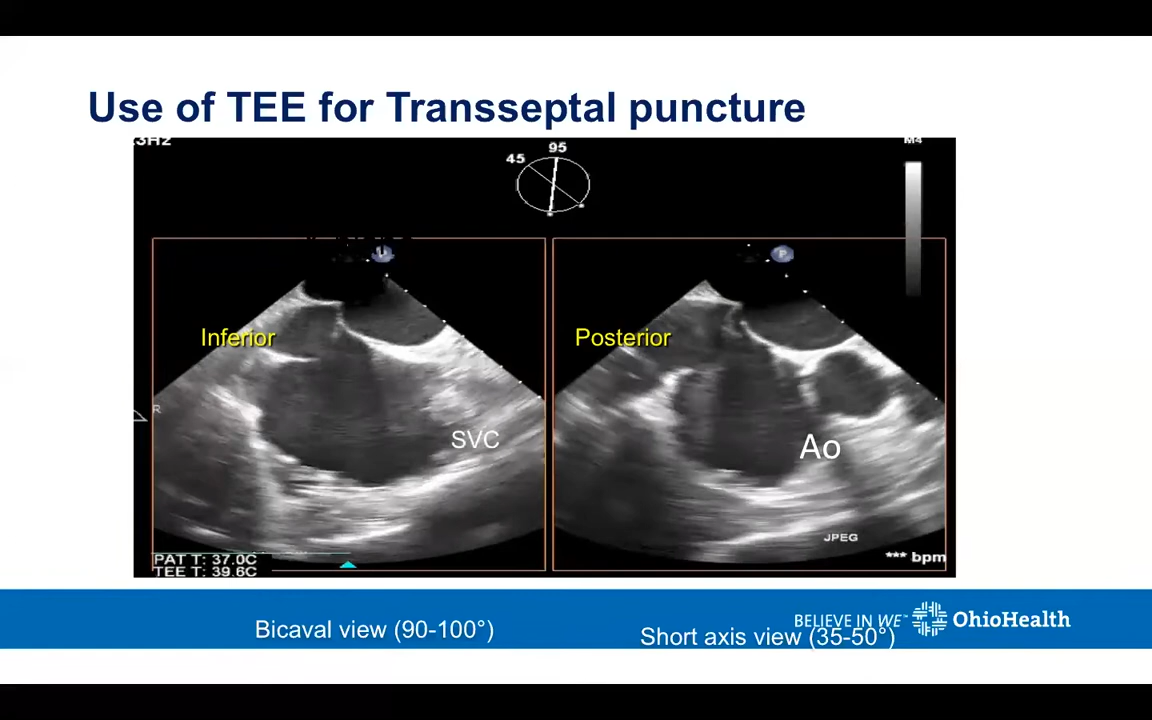 Use of TEE for Transseptal puncture
.3Hz
M4
95
45
P
Inferior
Posterior
R
SVC
Ao
JPEG
*** bpm
PAT T: 37.0C
TEE T: 39.6C
Bicaval view (90-100°)
BELIEVE IN WE™ OhioHealth
Short axis view (35-50°)